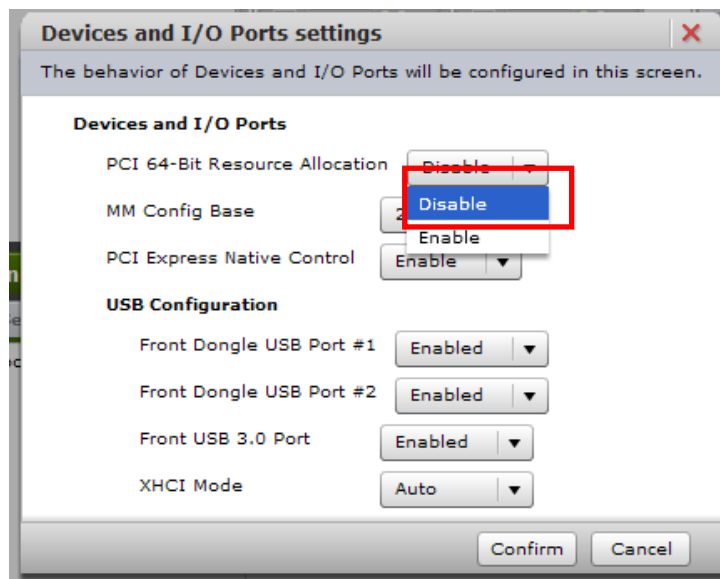 Devices and I/O Ports settings
The behavior of Devices and I/O Ports will be configured in this screen.
Devices and I/O Ports
PCI 64-Bit Resource Allocation Disable
Disable
MM Config Base 2
Enable
PCI Express Native Control Enable
USB Configuration
Front Dongle USB Port #1 Enabled
Front Dongle USB Port #2 Enabled
Front USB 3.0 Port Enabled
XHCI Mode Auto
Confirm Cancel